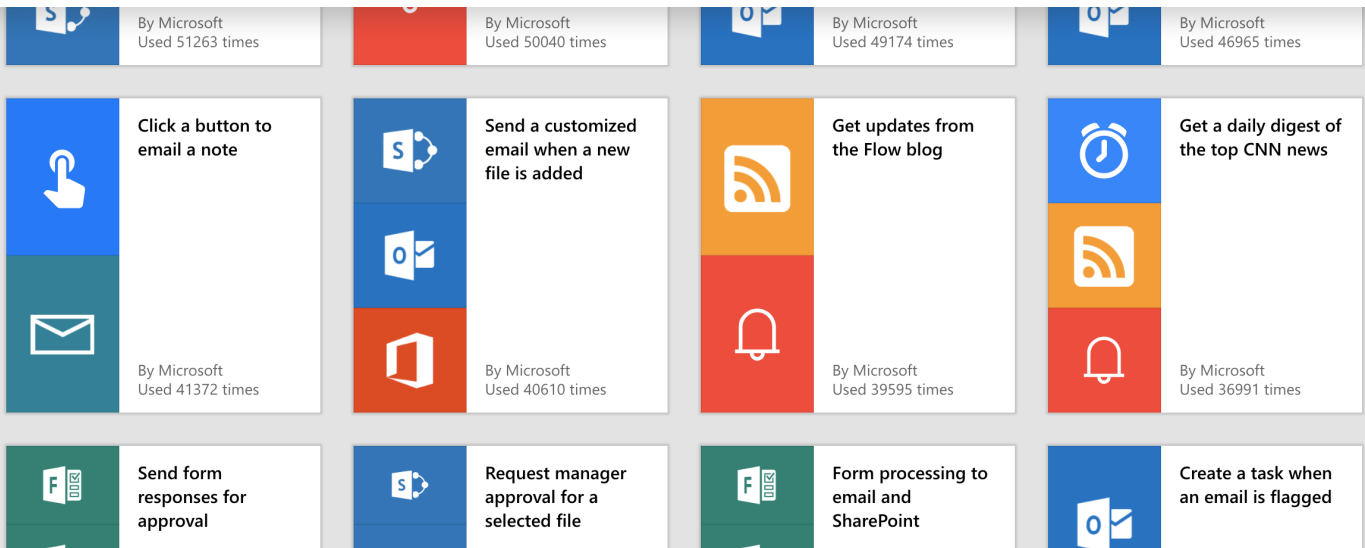 By Microsoft
Used 51263 times
By Microsoft
Used 50040 times
By Microsoft
Used 49174 times
By Microsoft
Used 46965 times
Click a button to
email a note
By Microsoft
Used 41372 times
S
O
Send a customized
email when a new
file is added
By Microsoft
Used 40610 times
Get updates from
the Flow blog
By Microsoft
Used 39595 times
Get a daily digest of
the top CNN news
By Microsoft
Used 36991 times
F
Send form
responses for
approval
S
Request manager
approval for a
selected file
F
Form processing to
email and
SharePoint
O
Create a task when
an email is flagged